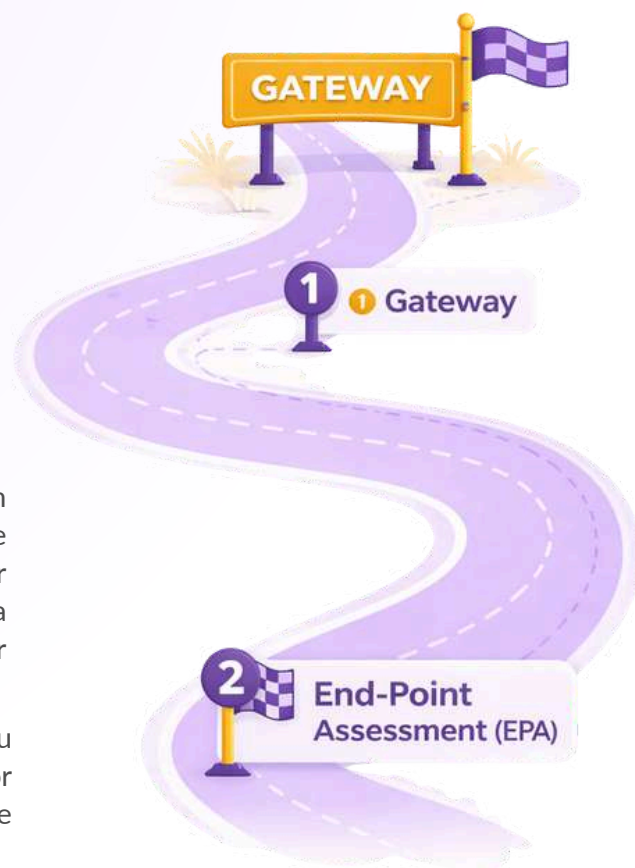 GATEWAY
1
1 Gateway
2
End-Point
Assessment (EPA)